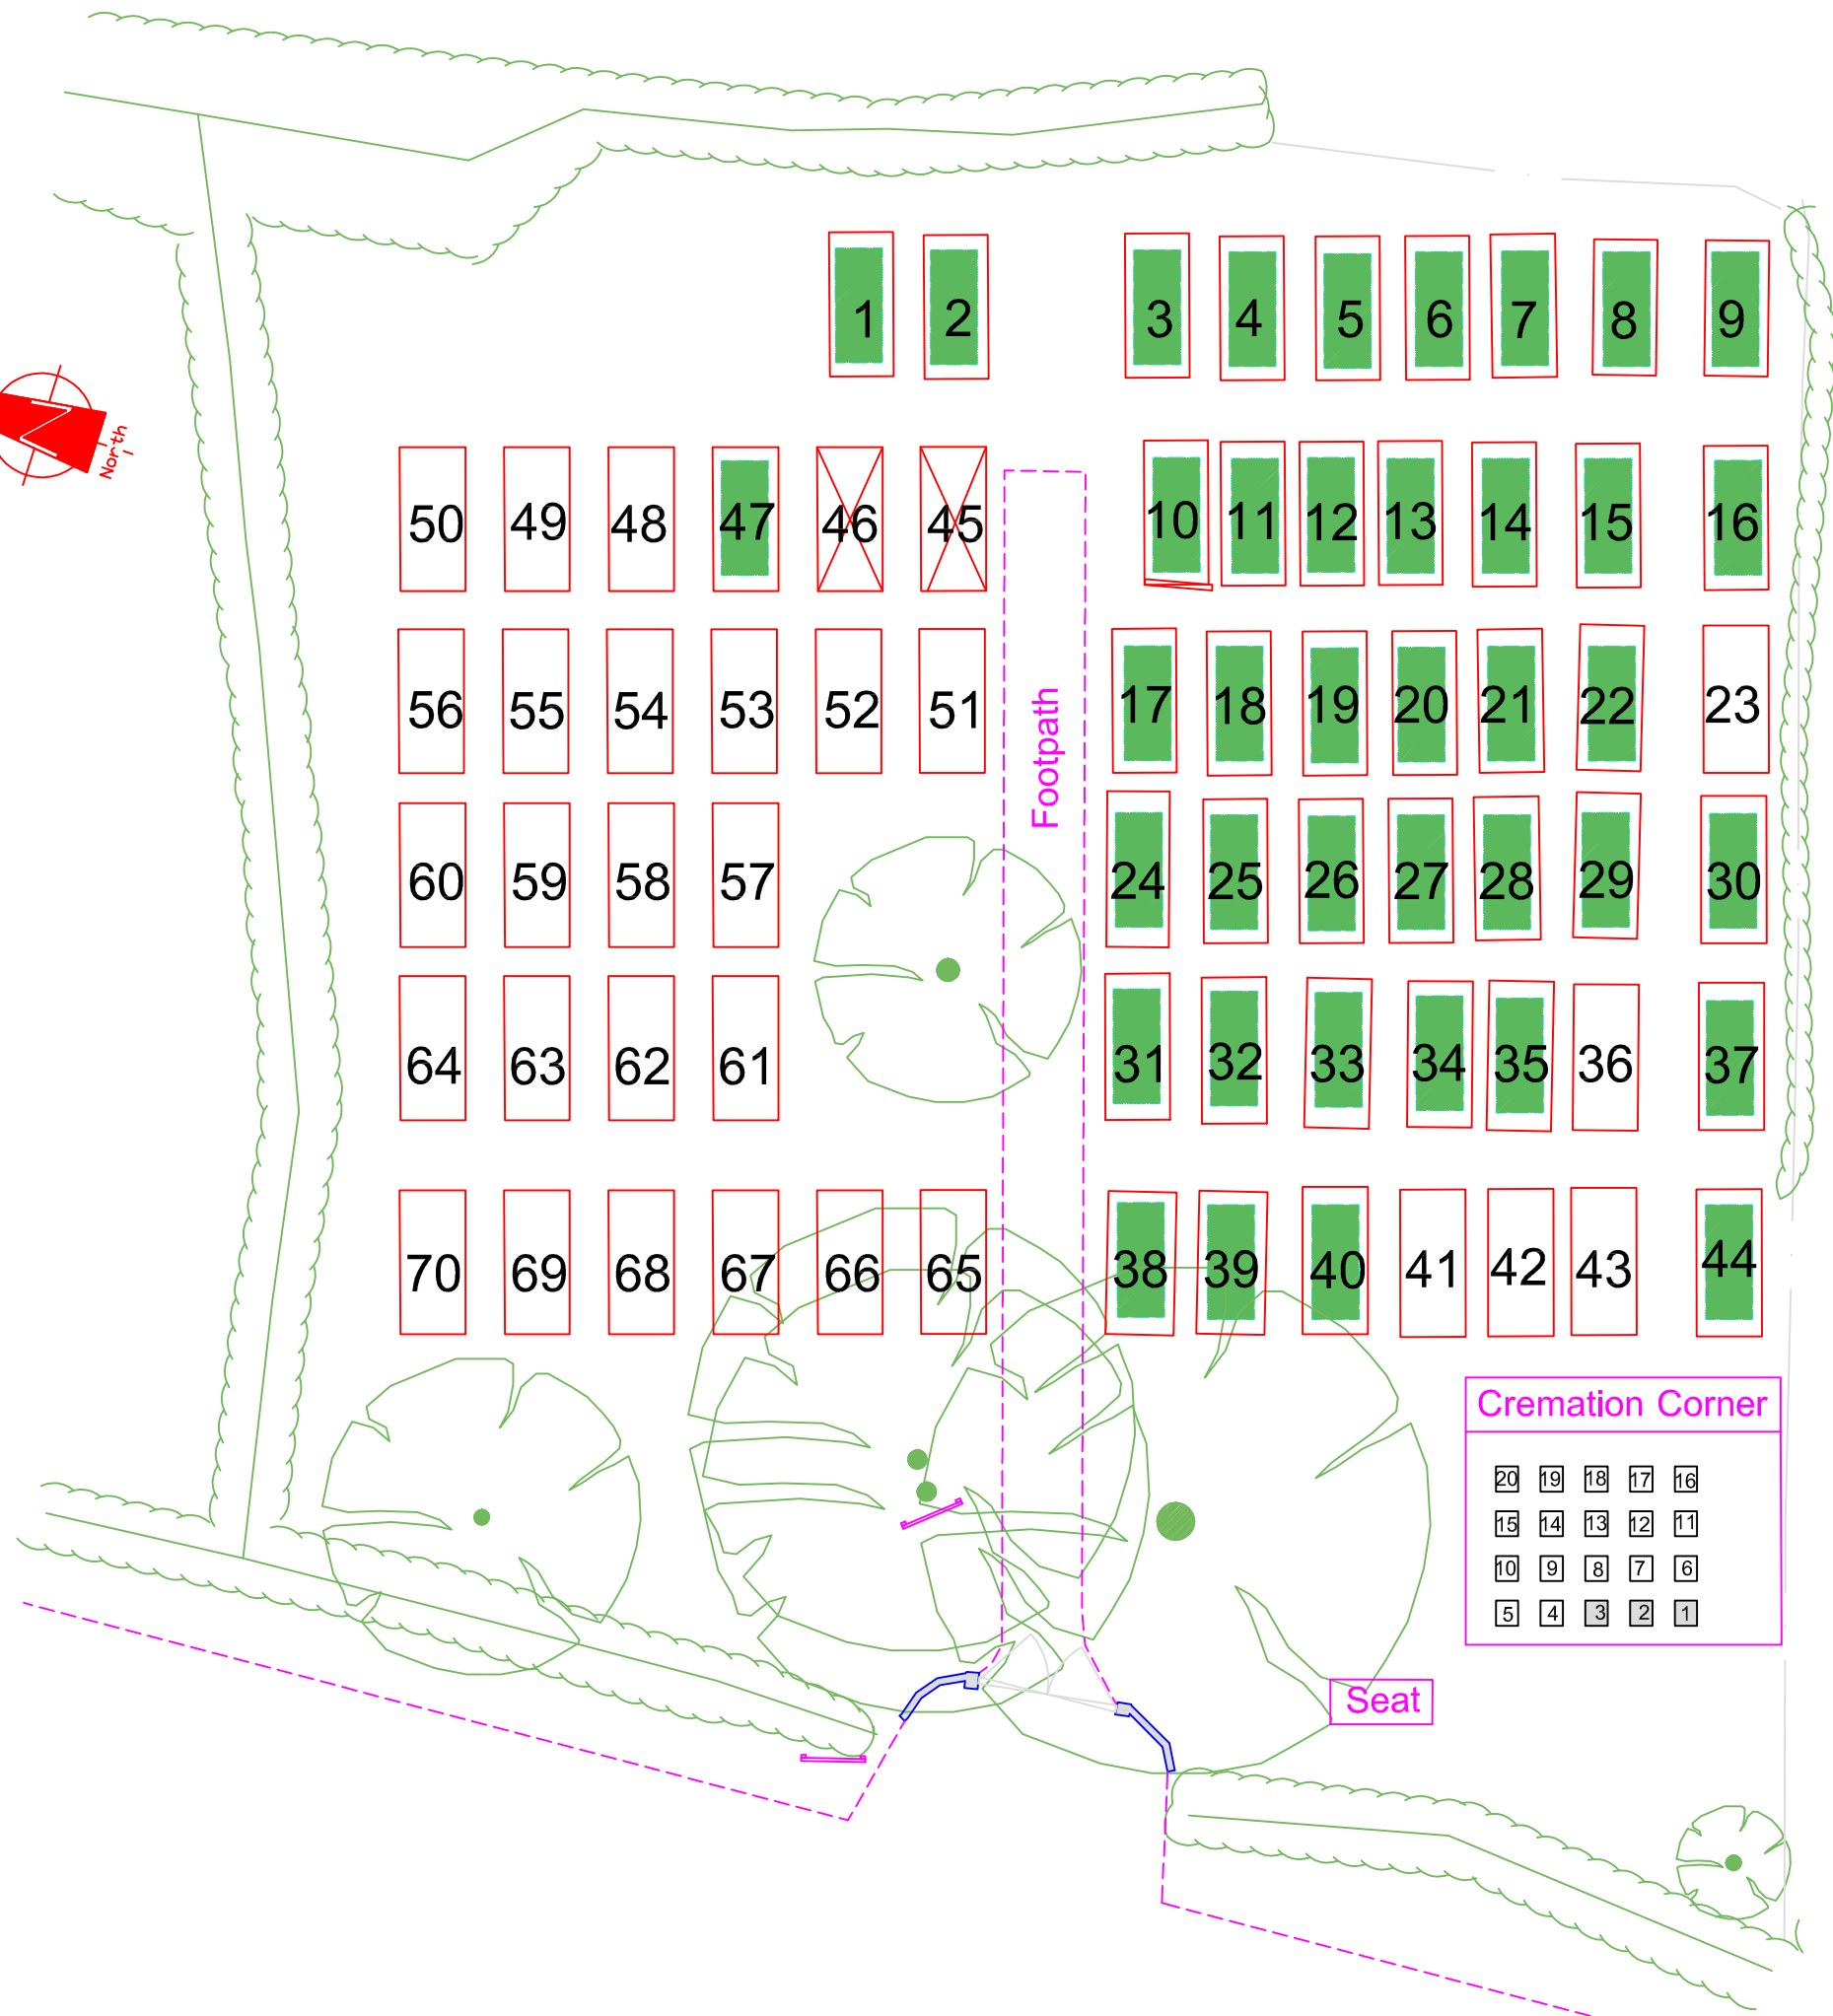 1 2 3 4 5 6 7 8 9
North
50 49 48 47 46 45 10 11 12 13 14 15 16
56 55 54 53 52 51 17 18 19 20 21 22 23
Footpath
60 59 58 57 24 25 26 27 28 29 30
64 63 62 61 31 32 33 34 35 36 37
70 69 68 67 66 65 38 39 40 41 42 43 44
Cremation Corner
20 19 18 17 16
15 14 13 12 11
10 9 8 7 6
5 4 3 2 1
Seat